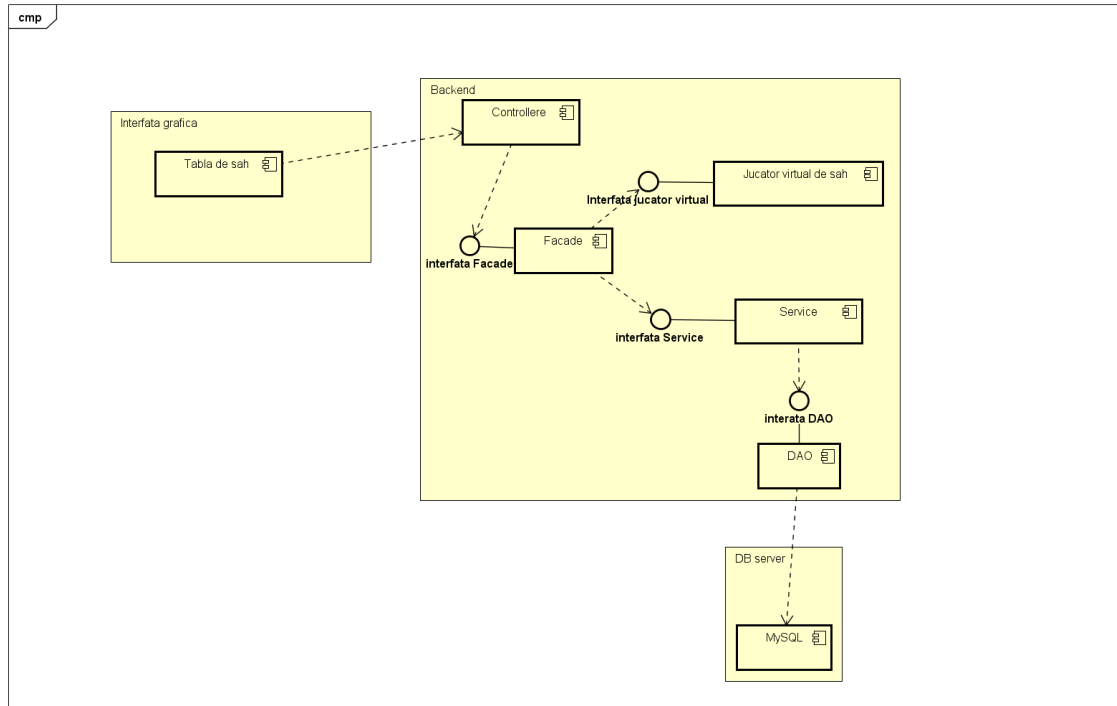 cmp
Backend
Controllere
Interfata grafica
Tabla de sah
Jucator virtual de sah
Interfata jucator virtual
Facade
interfata Facade
Service
interfata Service
interata DAO
DAO
DB server
MySQL